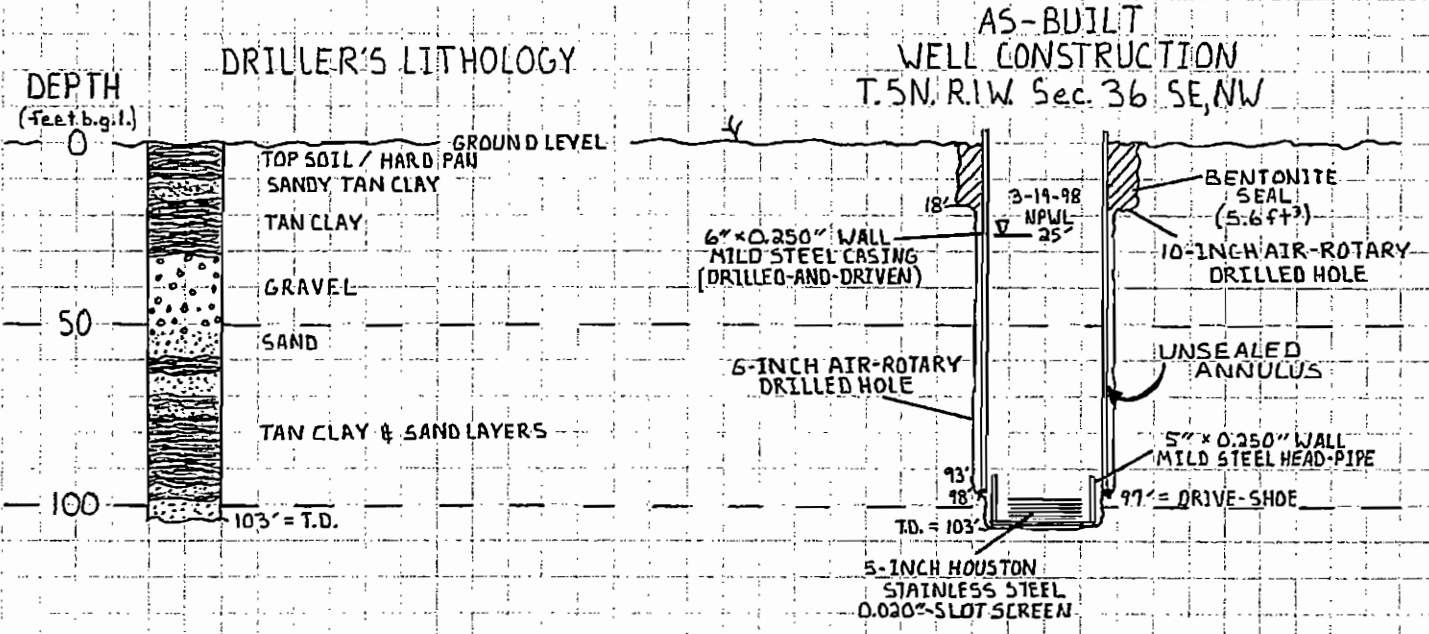 DRILLER'S LITHOLOGY
DEPTH
(feet b.g.l.)
0
50
100
GROUND LEVEL
TOP SOIL / HARD PAN
SANDY TAN CLAY
TAN CLAY
GRAVEL
SAND
TAN CLAY & SAND LAYERS
103' = T.D.
AS-BUILT
WELL CONSTRUCTION
T.5N. R.1W. Sec. 36 SE, NW
18'
3-19-98
NPWL
25'
6" × 0.250" WALL
MILD STEEL CASING
(DRILLED-AND-DRIVEN)
BENTONITE
SEAL
(5.6 ft³)
10-INCH AIR-ROTARY
DRILLED HOLE
6-INCH AIR-ROTARY
DRILLED HOLE
UNSEALED
ANNULUS
5" × 0.250" WALL
MILD STEEL HEAD-PIPE
93'
98'
97' = DRIVE-SHOE
T.D. = 103'
5-INCH HOUSTON
STAINLESS STEEL
0.020"-SLOT SCREEN